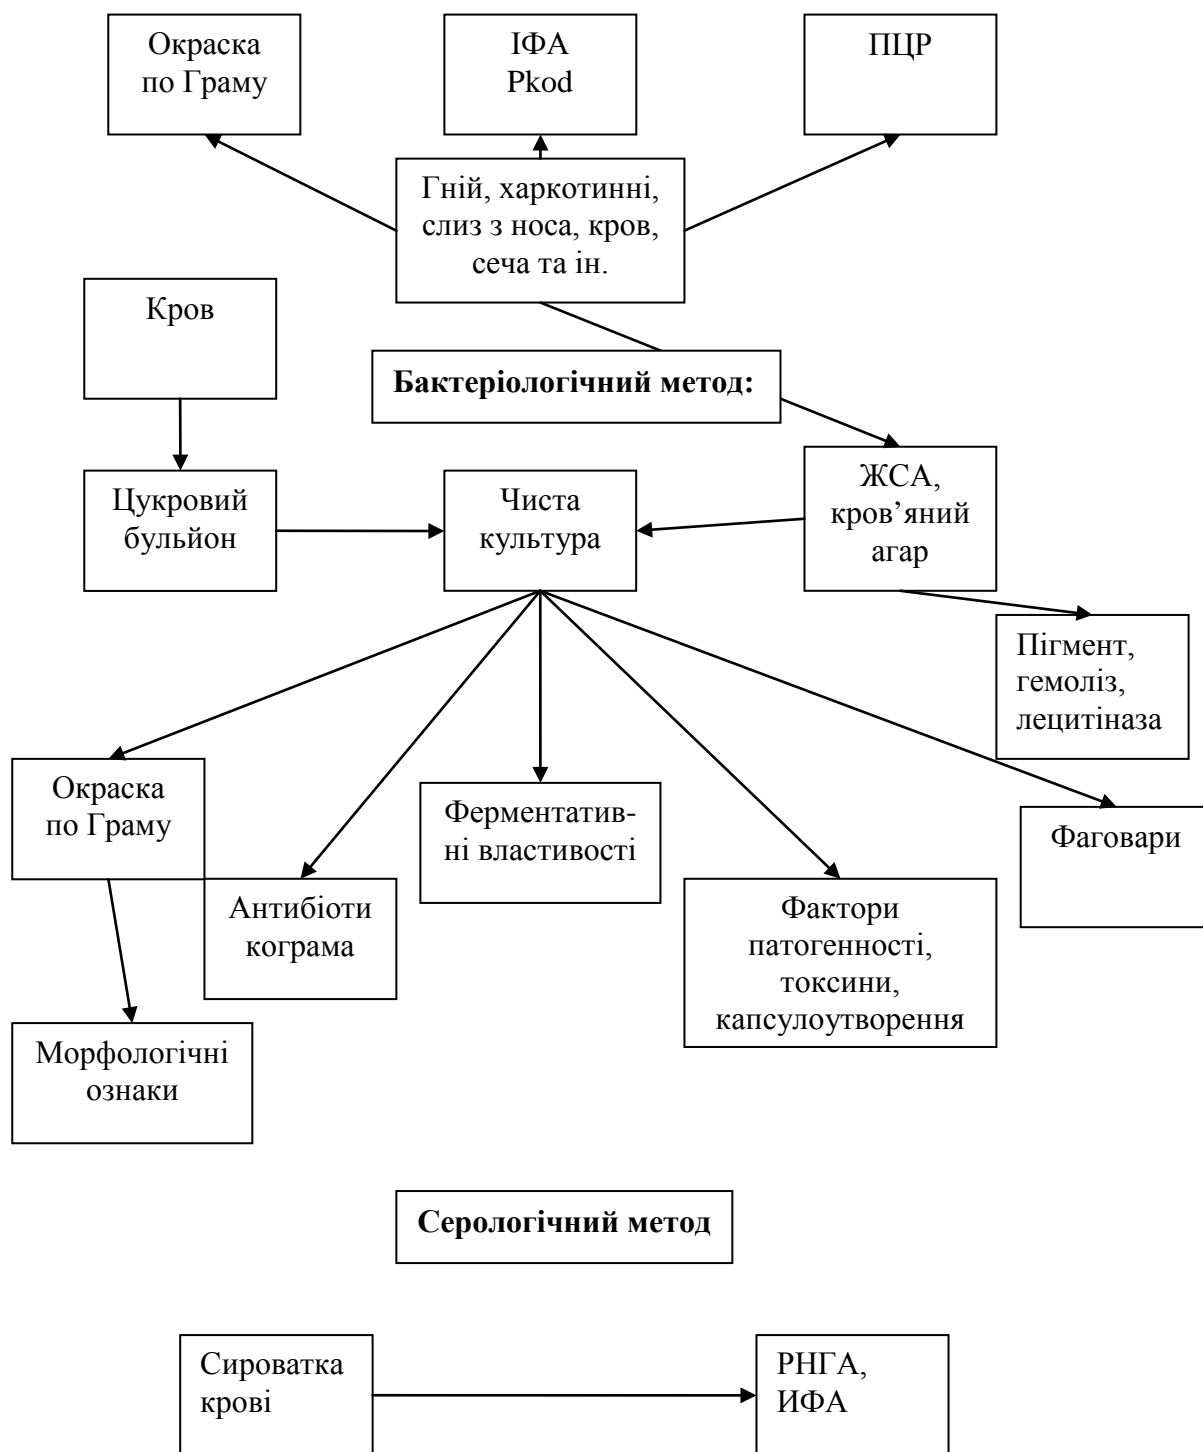 Окраска
по Граму
ІФА
Pkod
ПЦР
Гній, харкотинні,
слиз з носа, кров,
сеча та ін.
Кров
Бактеріологічний метод:
Цукровий
бульйон
Чиста
культура
ЖСА,
кров’яний
агар
Пігмент,
гемоліз,
лецитіназа
Окраска
по Граму
Ферментатив-
ні властивості
Фаговари
Антибіоти
кограма
Фактори
патогенності,
токсини,
капсулоутворення
Морфологічні
ознаки
Серологічний метод
Сироватка
крові
РНГА,
ИФА